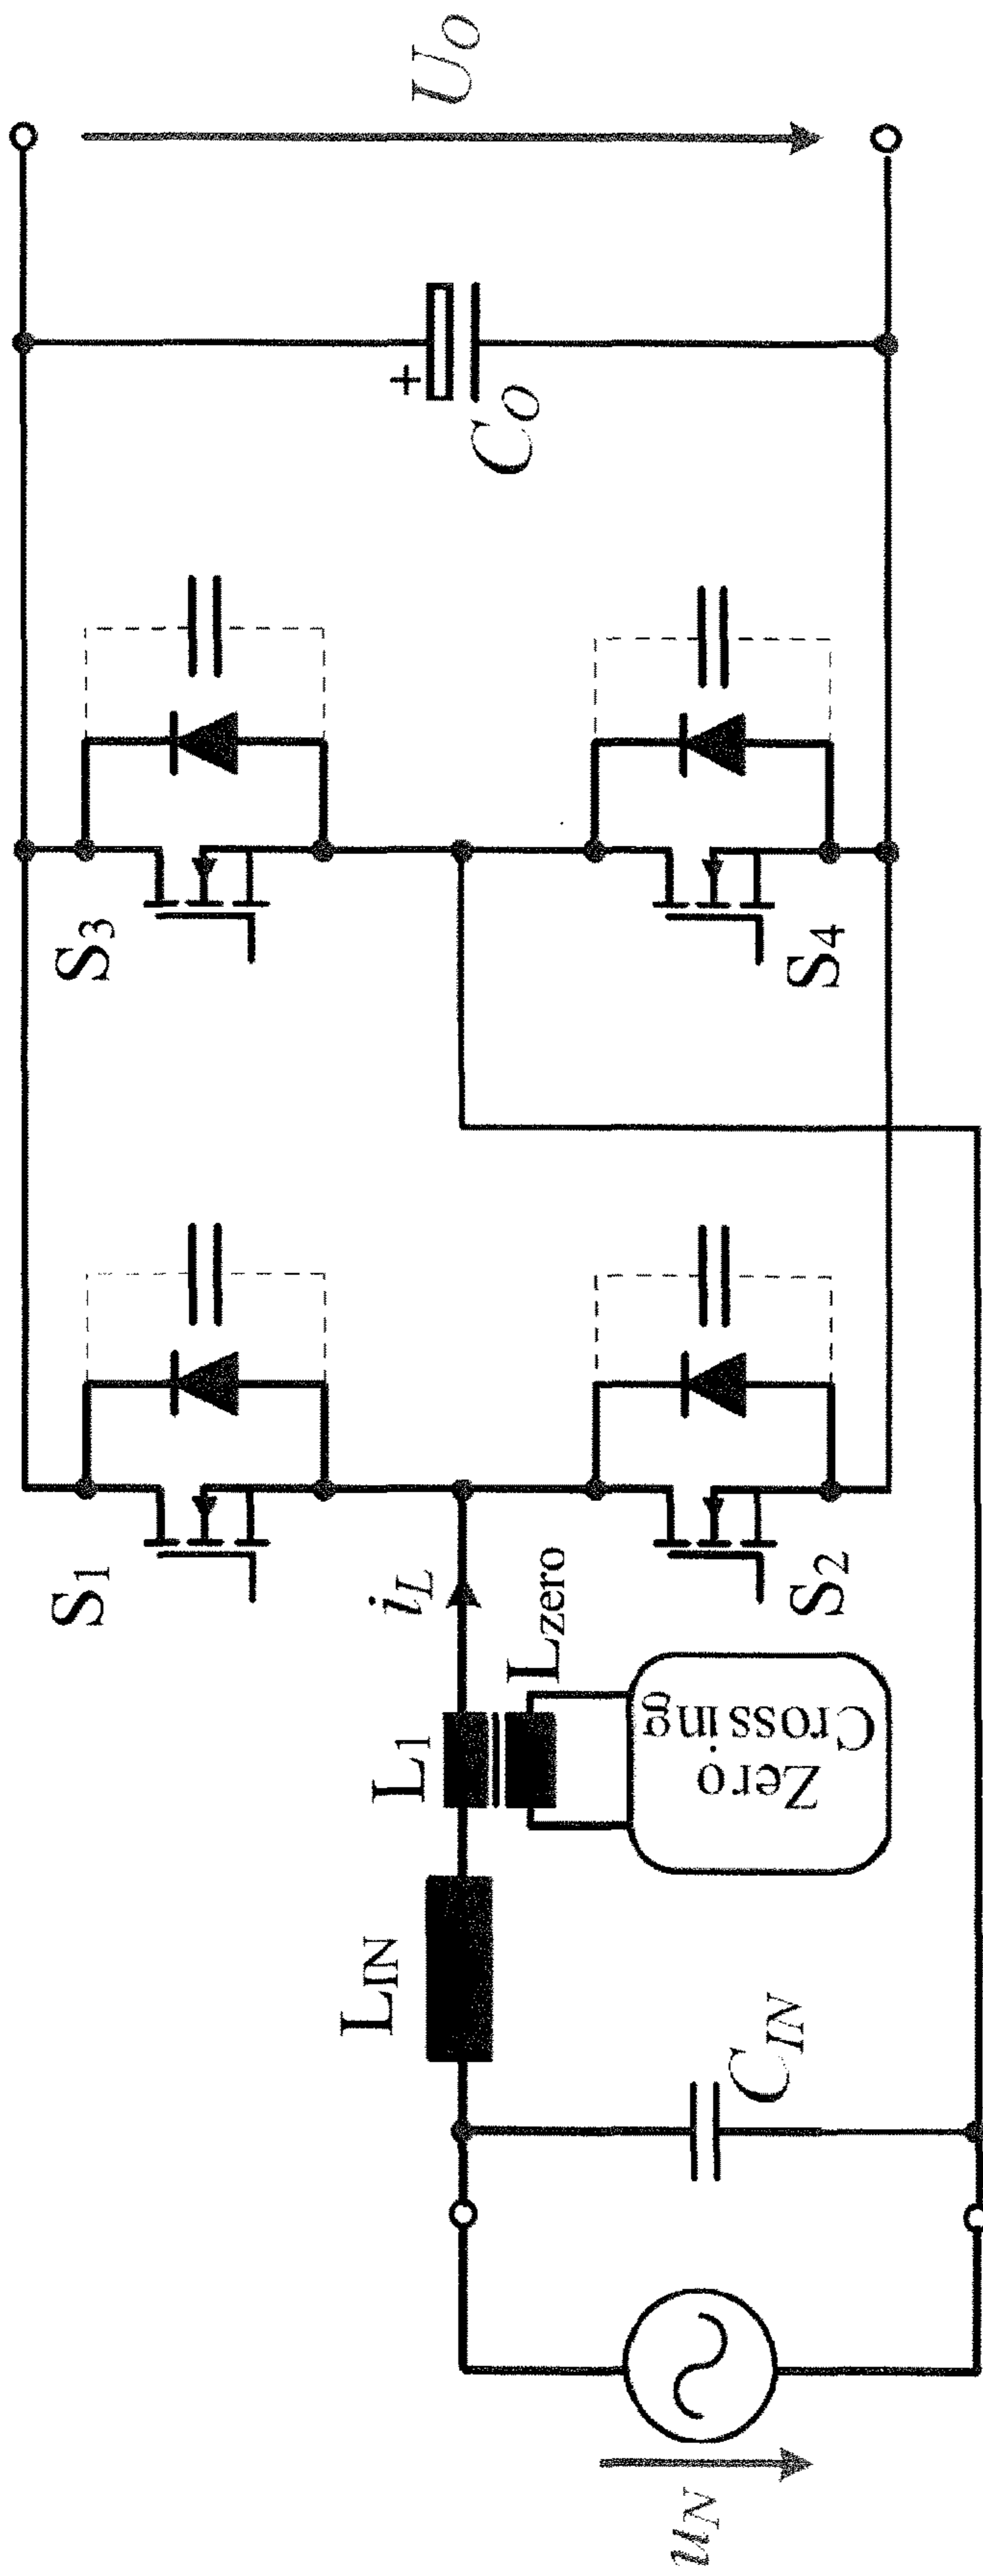 U_O
+
C_O
S_3
S_4
S_1
S_2
i_L
L_zero
L_1
Zero
Crossing
L_IN
C_IN
u_N